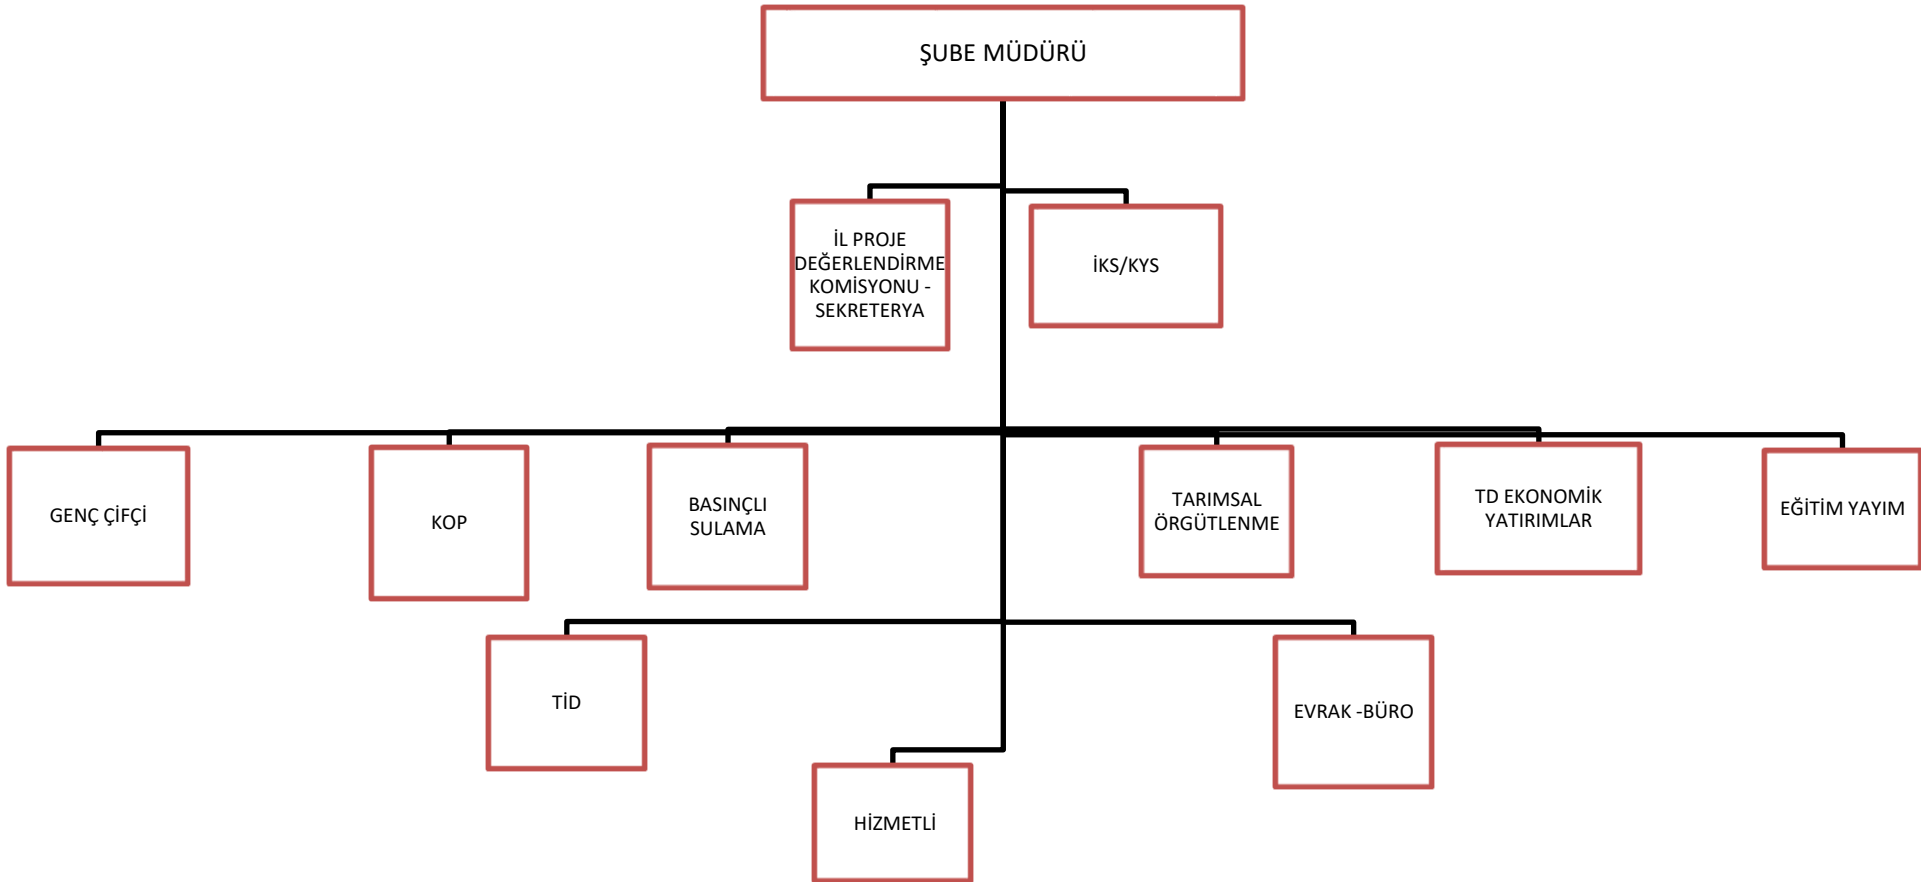 ŞUBE MÜDÜRÜ
İL PROJE
DEĞERLENDİRME
KOMİSYONU -
SEKRETERYA
İKS/KYS
GENÇ ÇİFÇİ
KOP
BASINÇLI
SULAMA
TARIMSAL
ÖRGÜTLENME
TD EKONOMİK
YATIRIMLAR
EĞİTİM YAYIM
TİD
EVRAK -BÜRO
HİZMETLİ